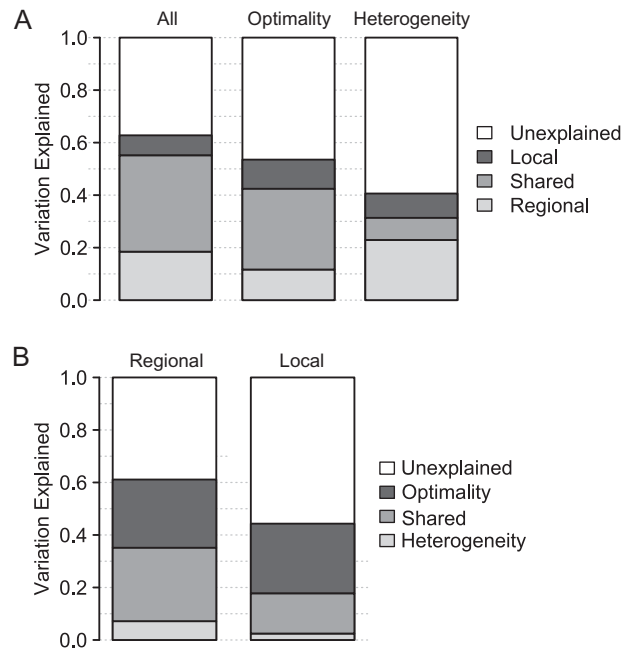 A
All Optimality Heterogeneity
Variation Explained
1.0
0.8
0.6
0.4
0.2
0.0
Unexplained
Local
Shared
Regional
B
Regional Local
Variation Explained
1.0
0.8
0.6
0.4
0.2
0.0
Unexplained
Optimality
Shared
Heterogeneity